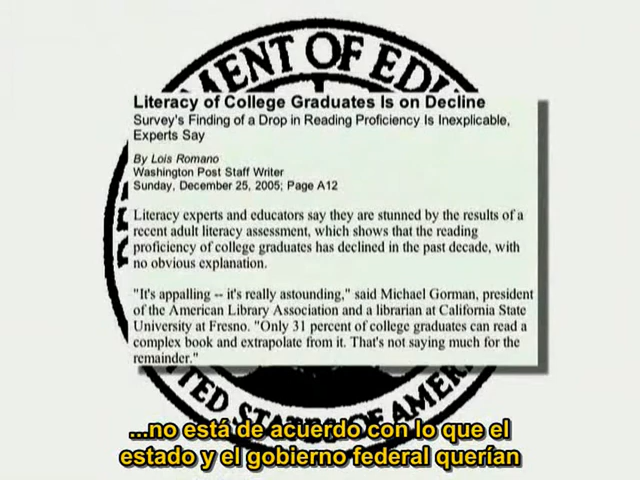 MENT OF EDU
Literacy of College Graduates Is on Decline
Survey's Finding of a Drop in Reading Proficiency Is Inexplicable,
Experts Say
By Lois Romano
Washington Post Staff Writer
Sunday, December 25, 2005; Page A12
Literacy experts and educators say they are stunned by the results of a
recent adult literacy assessment, which shows that the reading
proficiency of college graduates has declined in the past decade, with
no obvious explanation.
"It's appalling -- it's really astounding," said Michael Gorman, president
of the American Library Association and a librarian at California State
University at Fresno. "Only 31 percent of college graduates can read a
complex book and extrapolate from it. That's not saying much for the
remainder."
ITED STATES OF AMER
...no está de acuerdo con lo que el
estado y el gobierno federal querían